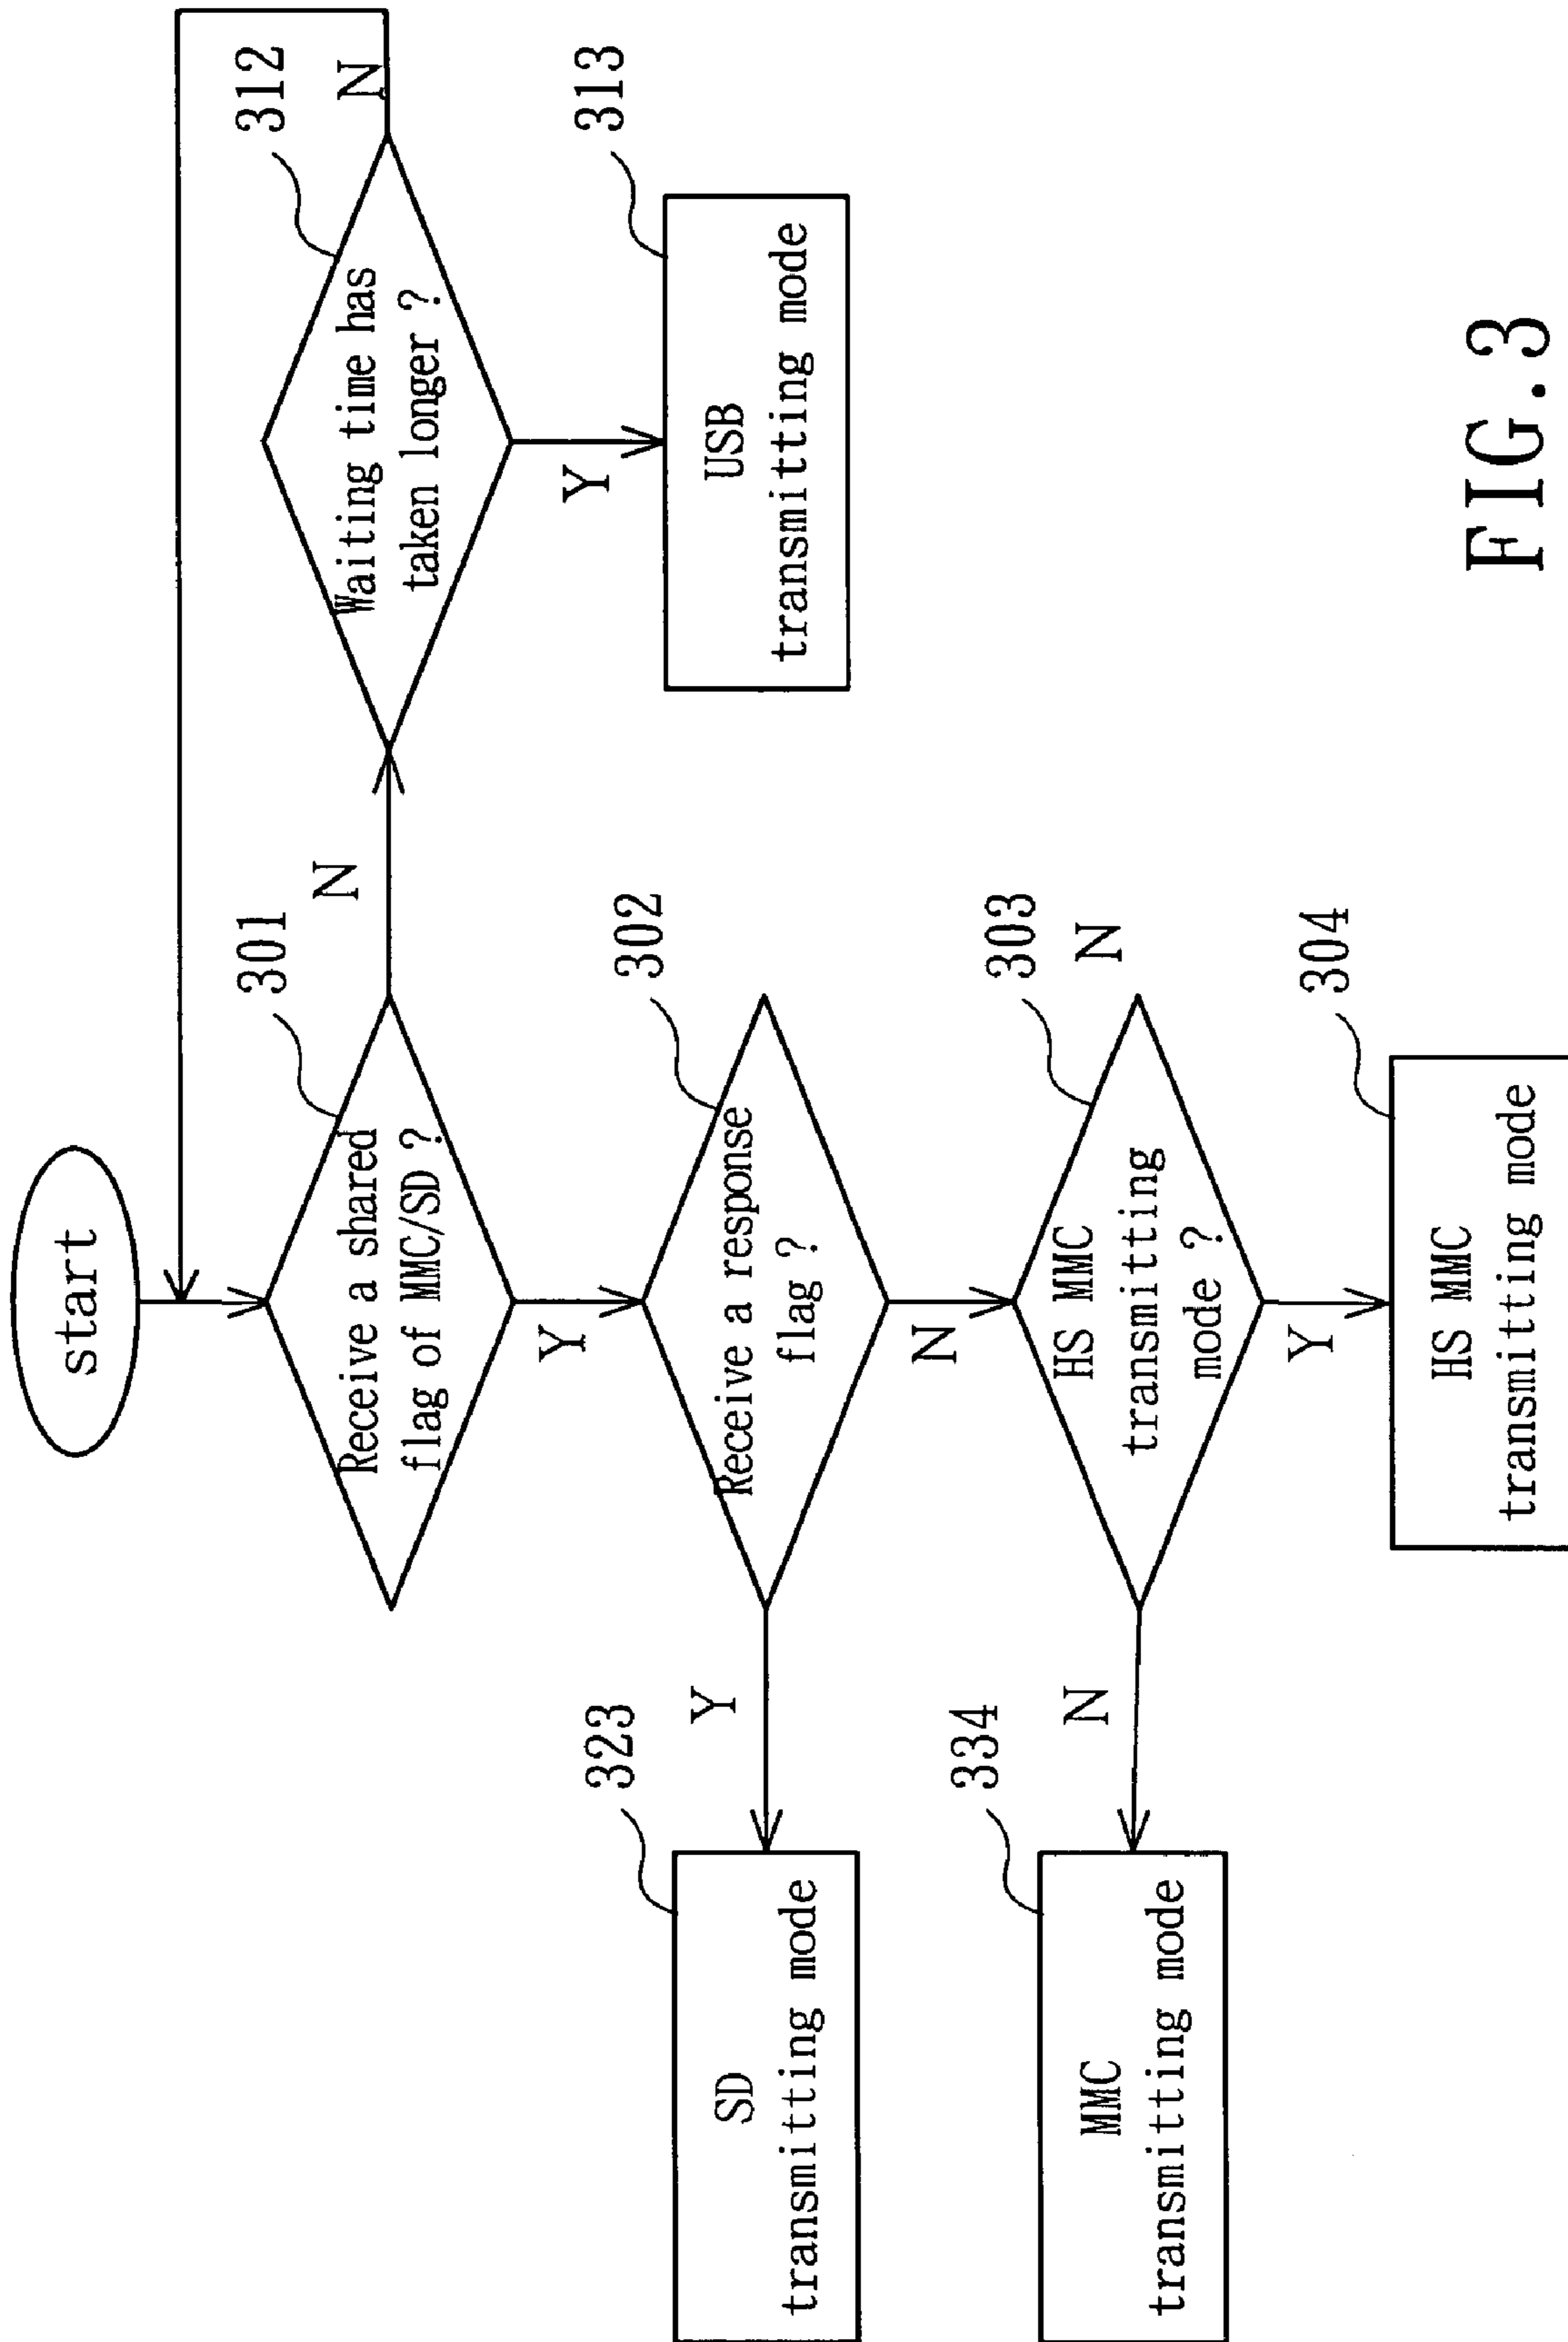 start
301
Receive a shared
flag of MMC/SD ?
N
312
Waiting time has
taken longer ?
N
Y
Y
302
Receive a response
flag ?
313
USB
transmitting mode
323
SD
transmitting mode
Y
N
303
HS MMC
transmitting
mode ?
N
334
MMC
transmitting mode
N
Y
304
HS MMC
transmitting mode
FIG.3